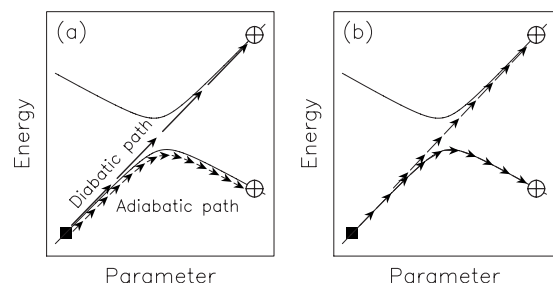 (a)
Energy
Diabatic path
Adiabatic path
Parameter
(b)
Energy
Parameter